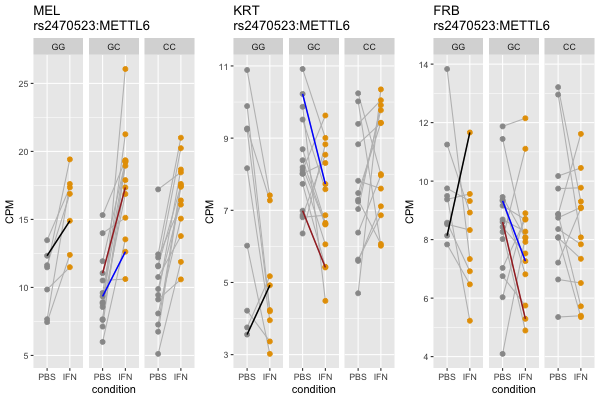 MEL
rs2470523:METTL6
GG GC CC
CPM
25
20
15
10
5
PBS IFN PBS IFN PBS IFN
condition
KRT
rs2470523:METTL6
GG GC CC
CPM
11
9
7
5
3
PBS IFN PBS IFN PBS IFN
condition
FRB
rs2470523:METTL6
GG GC CC
CPM
14
12
10
8
6
4
PBS IFN PBS IFN PBS IFN
condition